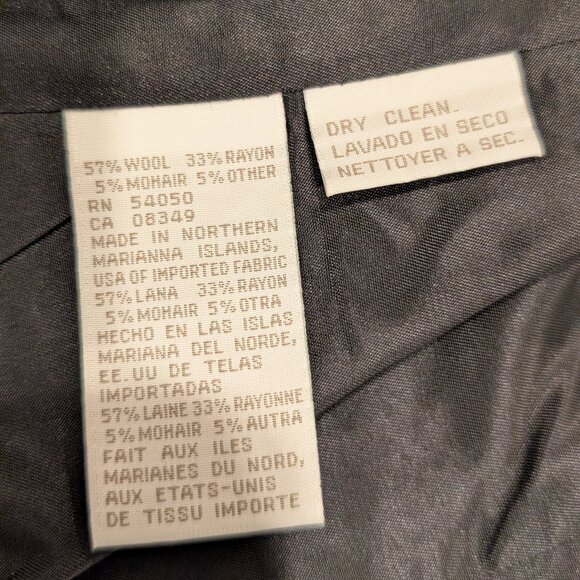 57% WOOL 33% RAYON
5% MOHAIR 5% OTHER
RN 54050
CA 08349
MADE IN NORTHERN
MARIANNA ISLANDS,
USA OF IMPORTED FABRIC
57% LANA 33% RAYON
5% MOHAIR 5% OTRA
HECHO EN LAS ISLAS
MARIANA DEL NORDE,
EE.UU DE TELAS
IMPORTADAS
57% LAINE 33% RAYONNE
5% MOHAIR 5% AUTRA
FAIT AUX ILES
MARIANES DU NORD,
AUX ETATS-UNIS
DE TISSU IMPORTE
DRY CLEAN.
LAVADO EN SECO
NETTOYER A SEC.